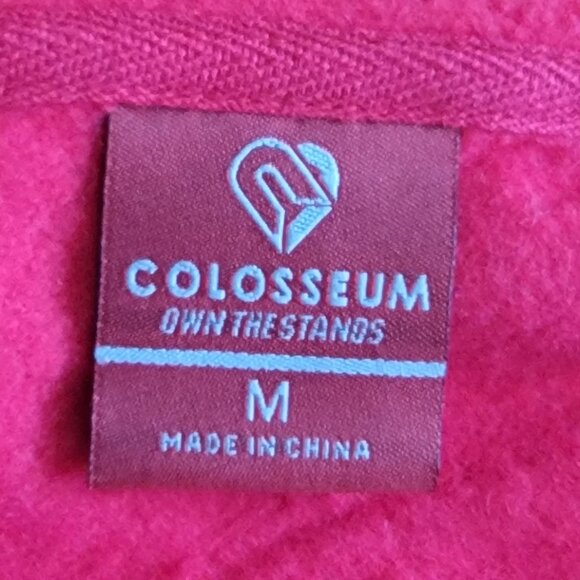 COLOSSEUM
OWN THE STANDS
M
MADE IN CHINA